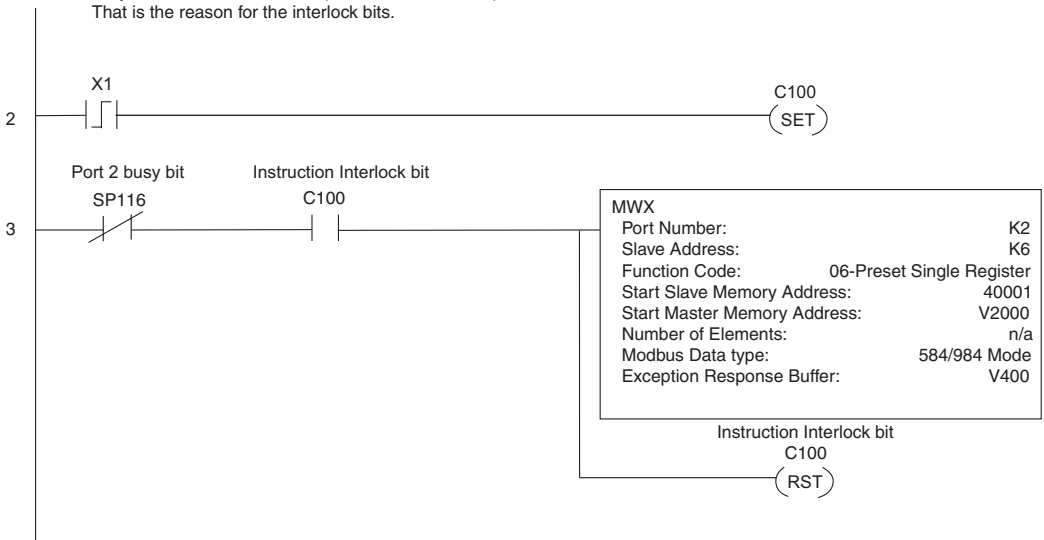 That is the reason for the interlock bits.
X1
C100
2
SET
Port 2 busy bit
Instruction Interlock bit
SP116
C100
3
MWX
Port Number: K2
Slave Address: K6
Function Code: 06-Preset Single Register
Start Slave Memory Address: 40001
Start Master Memory Address: V2000
Number of Elements: n/a
Modbus Data type: 584/984 Mode
Exception Response Buffer: V400
Instruction Interlock bit
C100
RST